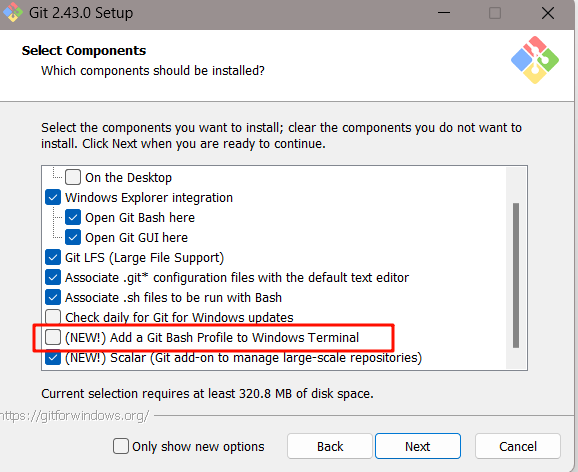 Git 2.43.0 Setup
Select Components
Which components should be installed?
Select the components you want to install; clear the components you do not want to
install. Click Next when you are ready to continue.
On the Desktop
Windows Explorer integration
Open Git Bash here
Open Git GUI here
Git LFS (Large File Support)
Associate .git* configuration files with the default text editor
Associate .sh files to be run with Bash
Check daily for Git for Windows updates
(NEW!) Add a Git Bash Profile to Windows Terminal
(NEW!) Scalar (Git add-on to manage large-scale repositories)
Current selection requires at least 320.8 MB of disk space.
https://gitforwindows.org/
Only show new options
Back
Next
Cancel